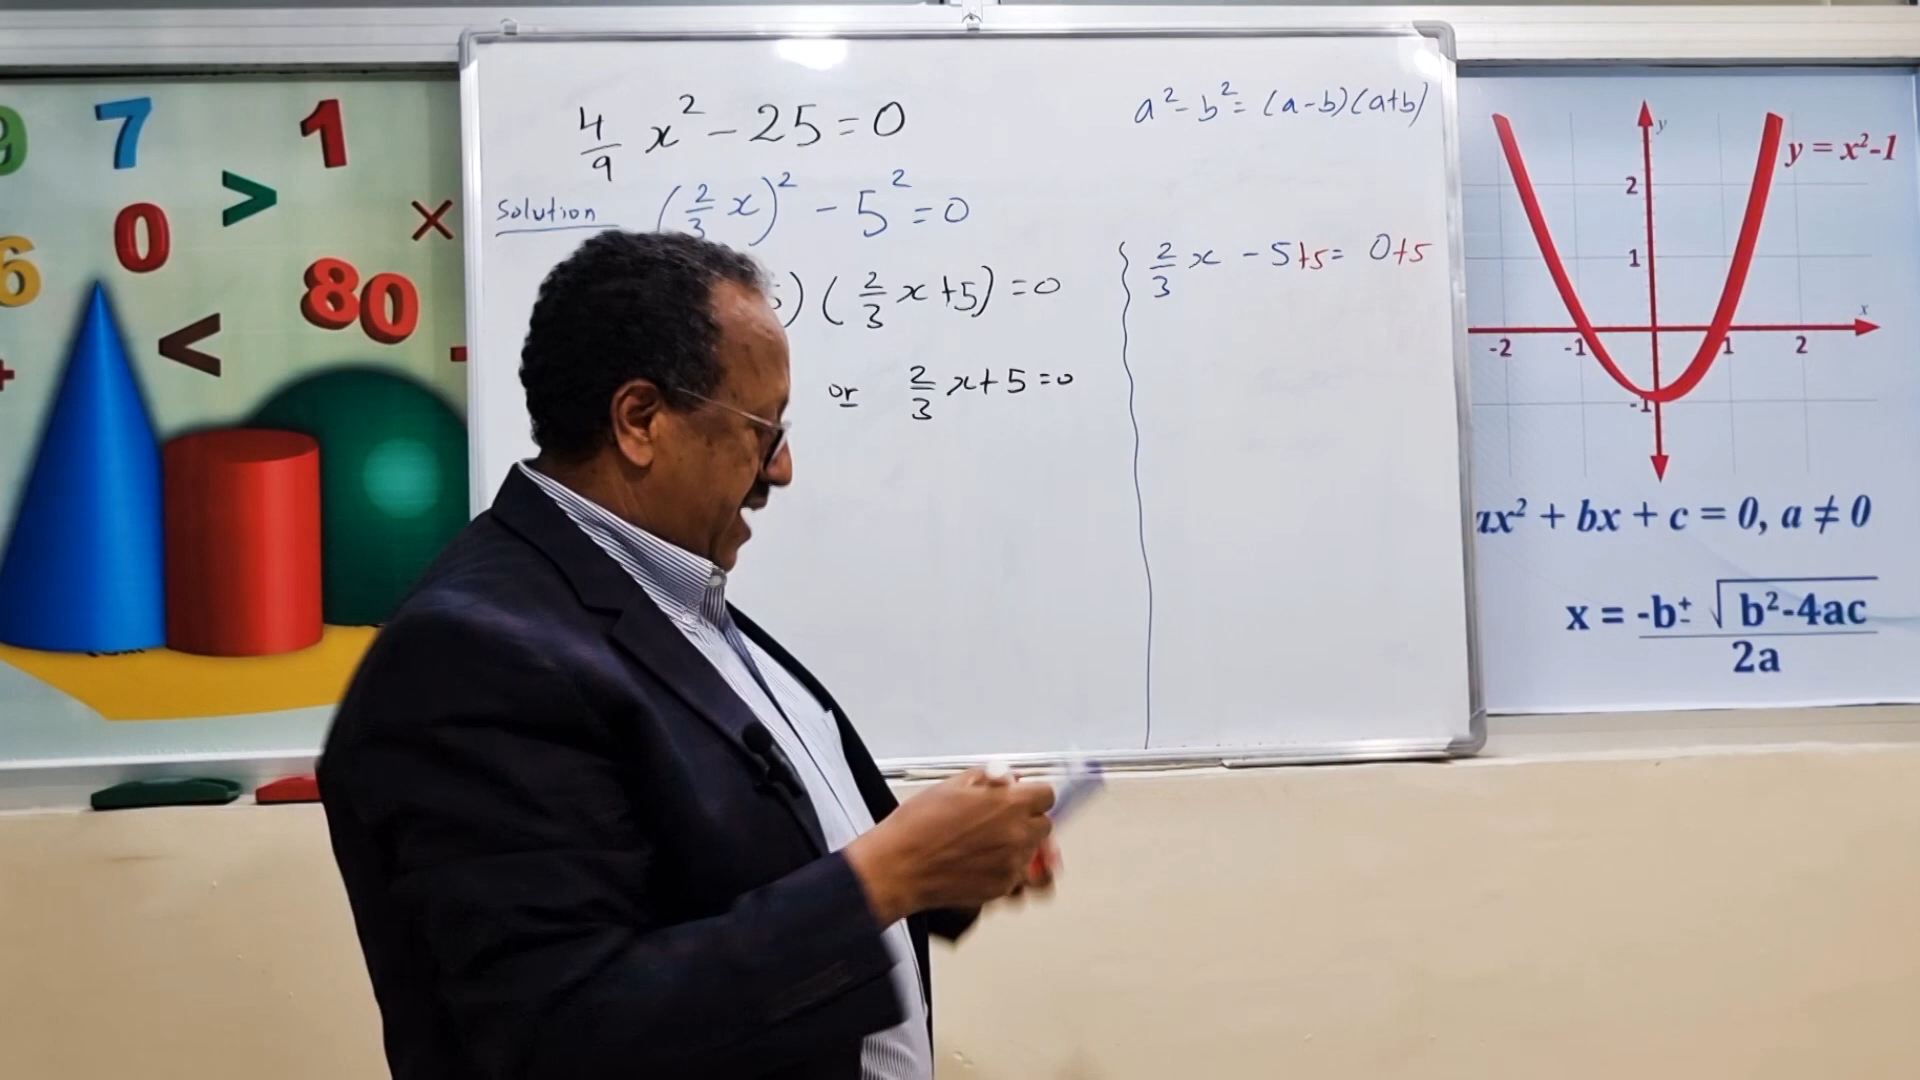 4/9 x² - 25 = 0
Solution (2/3 x)² - 5² = 0
) (2/3 x + 5) = 0
or 2/3 x + 5 = 0
a² - b² = (a - b)(a + b)
2/3 x - 5 + 5 = 0 + 5
9 7 1
0 > ×
6 80
+ < -
y = x²-1
y
2
1
x
-2 -1 1 2
-1
ax² + bx + c = 0, a ≠ 0
x = -b± √b²-4ac
2a